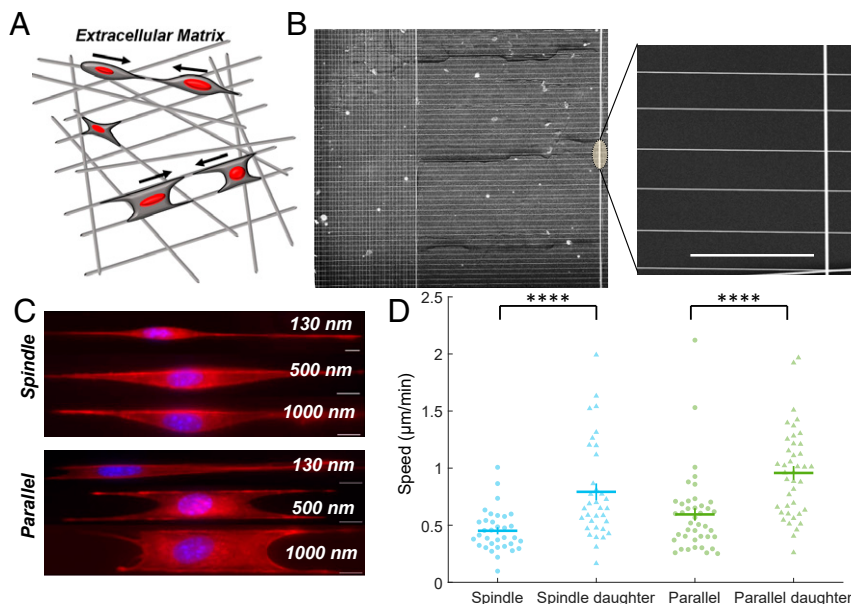 A
Extracellular Matrix
B
C
Spindle
130 nm
500 nm
1000 nm
Parallel
130 nm
500 nm
1000 nm
D
****
****
Speed (μm/min)
2.5
2
1.5
1
0.5
0
Spindle
Spindle daughter
Parallel
Parallel daughter